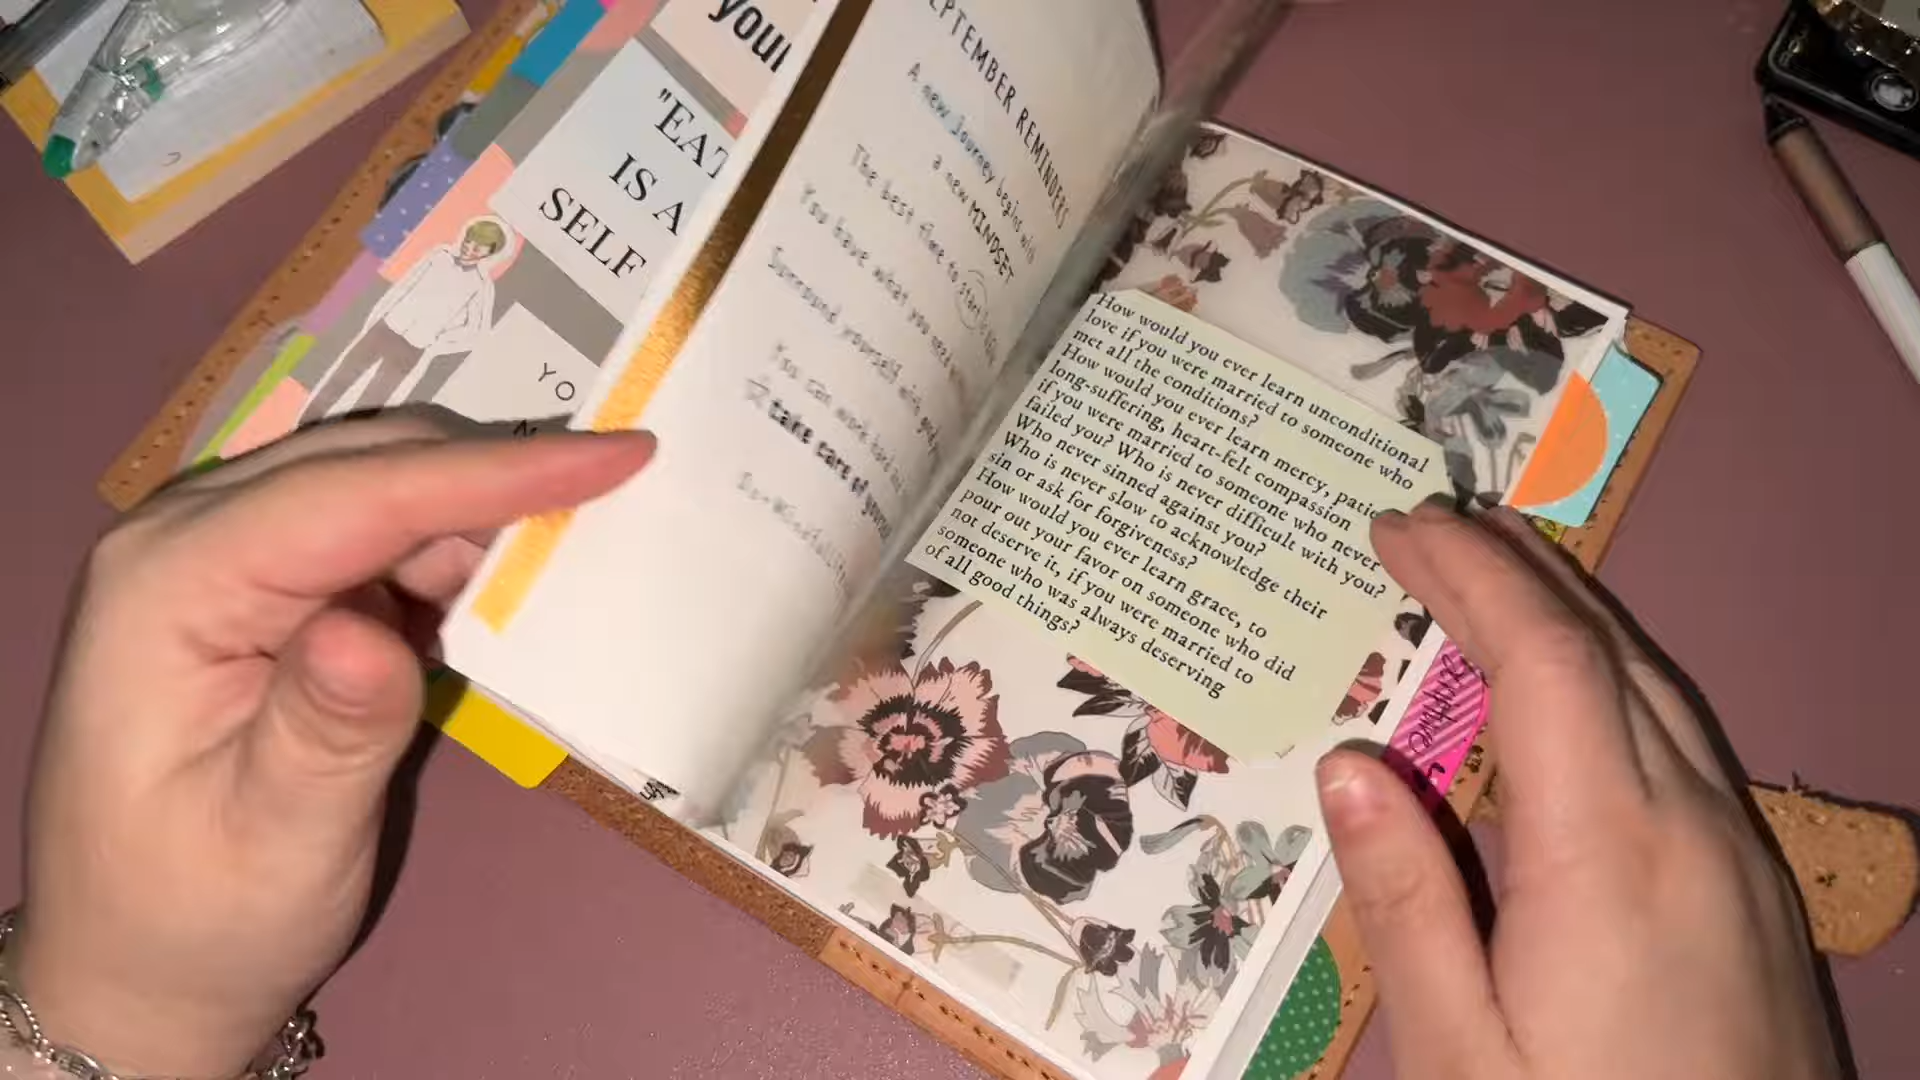 your
"EAT
IS A
SELF
YO
SEPTEMBER REMINDERS
A new Journey begins with
a new MINDSET
The best time to start is
You have what you need
Surround yourself with
You can work hard
take care of
How would you ever learn unconditional
love if you were married to someone who
met all the conditions?
How would you ever learn mercy,
long-suffering, heart-felt compassion
if you were married to someone who never
failed you? Who is never difficult with you?
Who never sinned against you?
Who is never slow to acknowledge their
sin or ask for forgiveness?
How would you ever learn grace, to
pour out your favor on someone who did
not deserve it, if you were married to
someone who was always deserving
of all good things?
Scripture